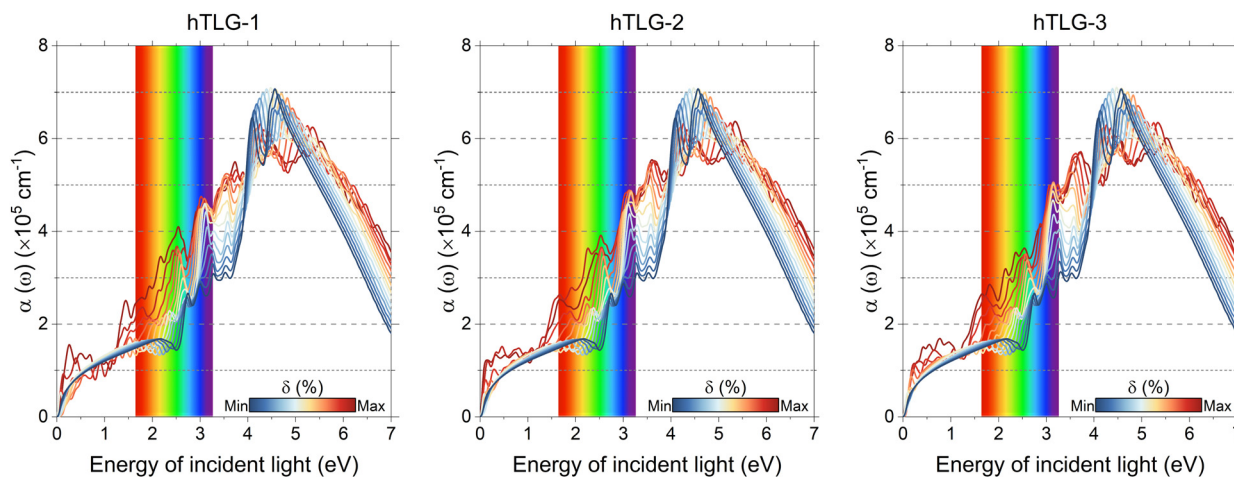 hTLG-1
8
6
4
2
0
α (ω) (×10⁵ cm⁻¹)
δ (%)
Min
Max
0 1 2 3 4 5 6 7
Energy of incident light (eV)
hTLG-2
8
6
4
2
0
α (ω) (×10⁵ cm⁻¹)
δ (%)
Min
Max
0 1 2 3 4 5 6 7
Energy of incident light (eV)
hTLG-3
8
6
4
2
0
α (ω) (×10⁵ cm⁻¹)
δ (%)
Min
Max
0 1 2 3 4 5 6 7
Energy of incident light (eV)